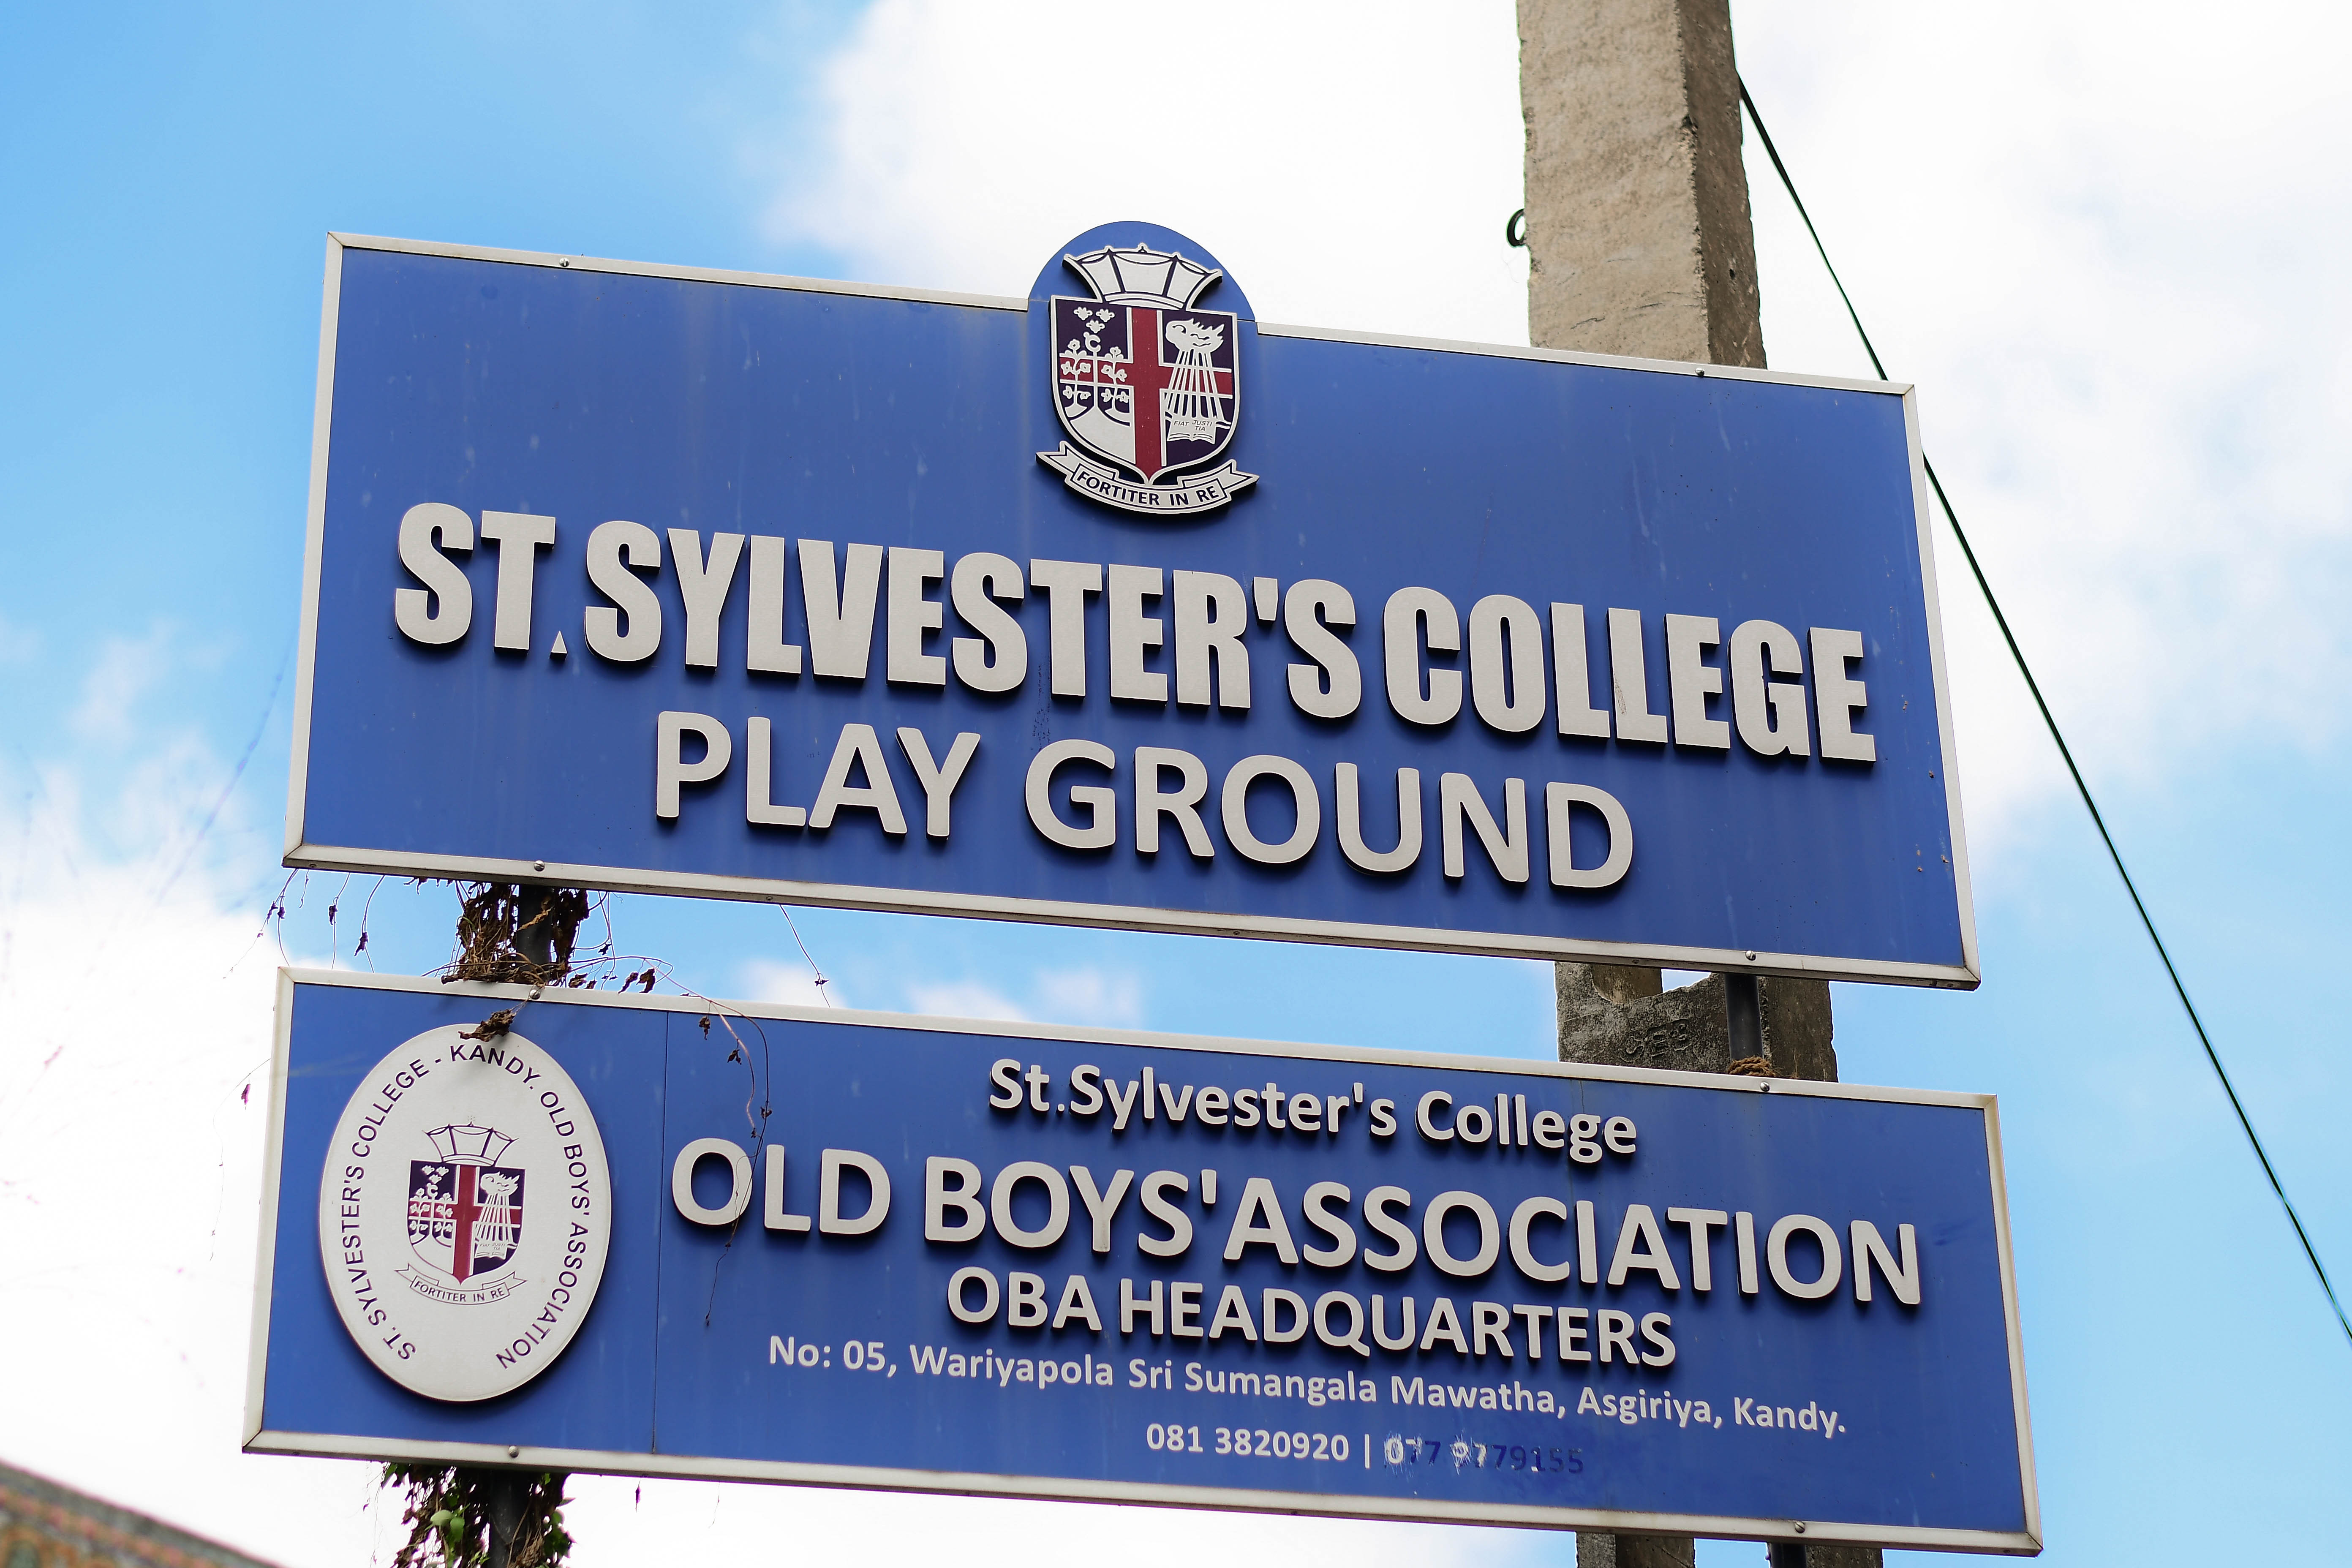 FIAT JUSTI
TIA
FORTITER IN RE
ST.SYLVESTER'S COLLEGE
PLAY GROUND
ST. SYLVESTER'S COLLEGE - KANDY. OLD BOYS' ASSOCIATION
FORTITER IN RE
St.Sylvester's College
OLD BOYS'ASSOCIATION
OBA HEADQUARTERS
No: 05, Wariyapola Sri Sumangala Mawatha, Asgiriya, Kandy.
081 3820920 | 077 9779155